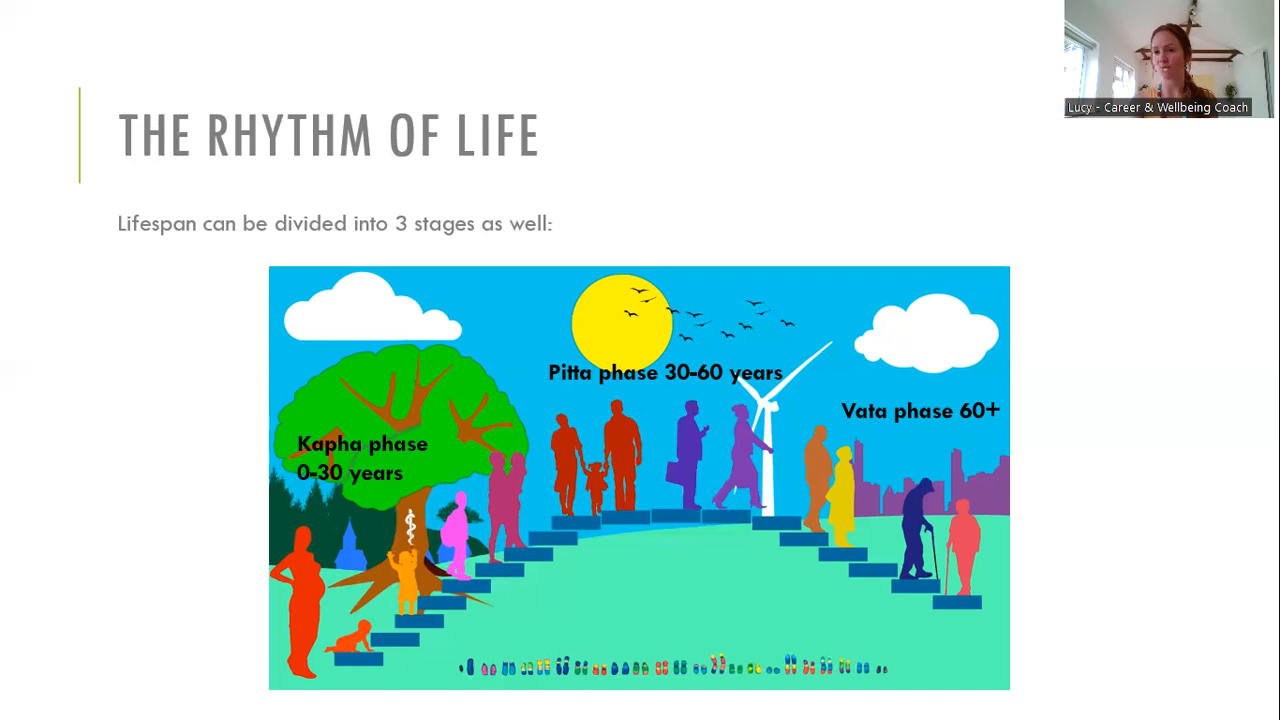 Lucy - Career & Wellbeing Coach
THE RHYTHM OF LIFE
Lifespan can be divided into 3 stages as well:
Pitta phase 30-60 years
Vata phase 60+
Kapha phase
0-30 years